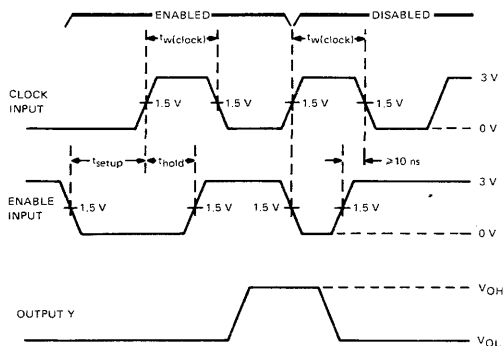 ENABLED DISABLED
tw(clock) tw(clock)
CLOCK INPUT
1.5 V 1.5 V 1.5 V 1.5 V
3 V
0 V
tsetup thold ≥10 ns
ENABLE INPUT
1.5 V 1.5 V 1.5 V 1.5 V
3 V
0 V
OUTPUT Y
VOH
VOL